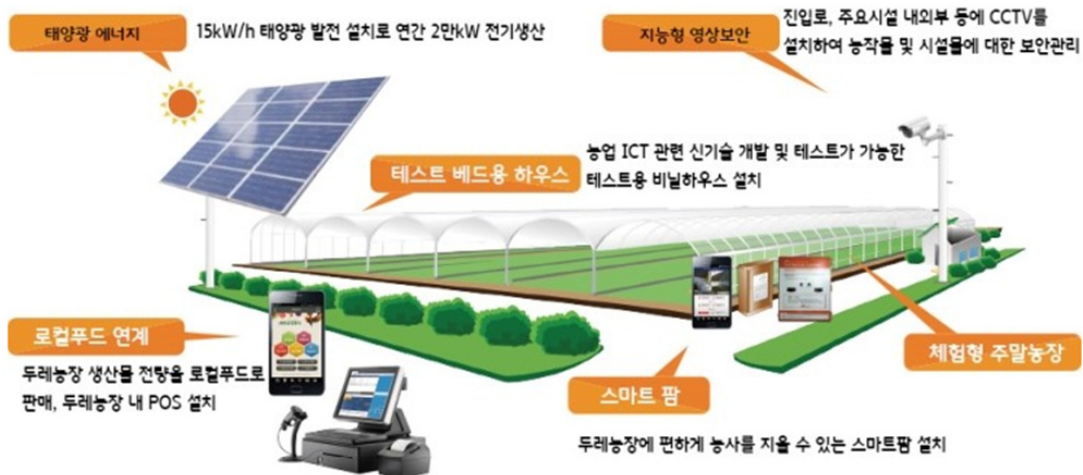 태양광 에너지
15kW/h 태양광 발전 설치로 연간 2만kW 전기생산
지능형 영상보안
진입로, 주요시설 내외부 등에 CCTV를
설치하여 농작물 및 시설물에 대한 보안관리
테스트 베드용 하우스
농업 ICT 관련 신기술 개발 및 테스트가 가능한
테스트용 비닐하우스 설치
로컬푸드 연계
두레농장 생산물 전량을 로컬푸드로
판매, 두레농장 내 POS 설치
체험형 주말농장
스마트 팜
두레농장에 편하게 농사를 지을 수 있는 스마트팜 설치